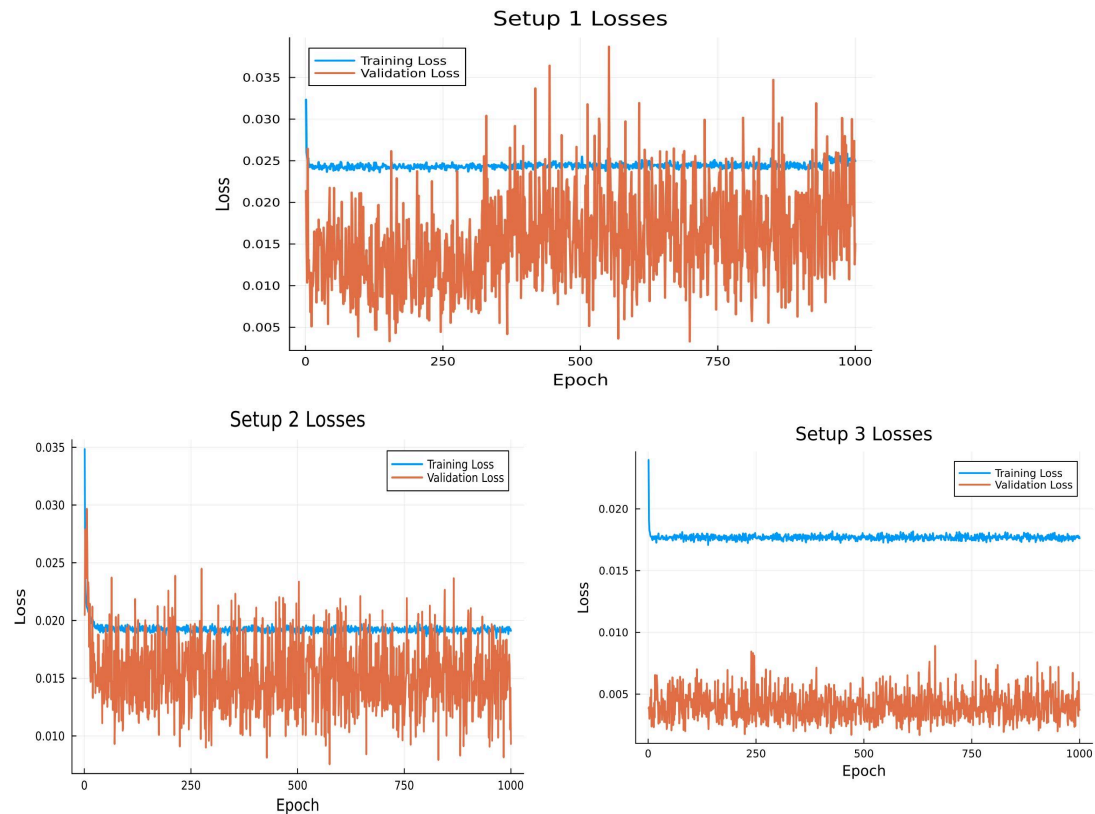 Setup 1 Losses
Training Loss
Validation Loss
0.035
0.030
0.025
0.020
0.015
0.010
0.005
Loss
0
250
500
750
1000
Epoch
Setup 2 Losses
Training Loss
Validation Loss
0.035
0.030
0.025
0.020
0.015
0.010
Loss
0
250
500
750
1000
Epoch
Setup 3 Losses
Training Loss
Validation Loss
0.020
0.015
0.010
0.005
Loss
0
250
500
750
1000
Epoch